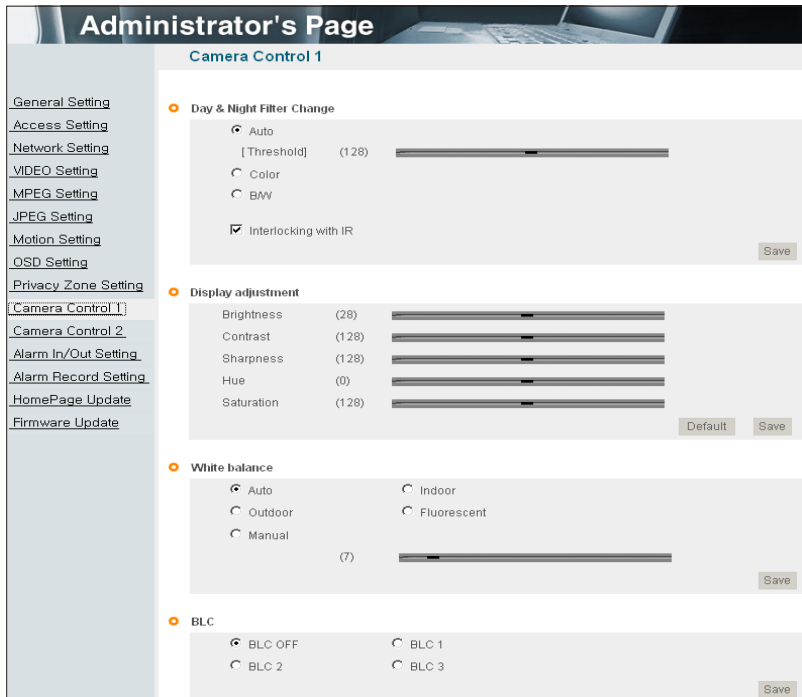 Administrator's Page
Camera Control 1
General Setting
Access Setting
Network Setting
VIDEO Setting
MPEG Setting
JPEG Setting
Motion Setting
OSD Setting
Privacy Zone Setting
Camera Control 1
Camera Control 2
Alarm In/Out Setting
Alarm Record Setting
HomePage Update
Firmware Update
Day & Night Filter Change
Auto
[Threshold] (128)
Color
B/W
Interlocking with IR
Save
Display adjustment
Brightness (28)
Contrast (128)
Sharpness (128)
Hue (0)
Saturation (128)
Default Save
White balance
Auto Indoor
Outdoor Fluorescent
Manual
(7)
Save
BLC
BLC OFF BLC 1
BLC 2 BLC 3
Save